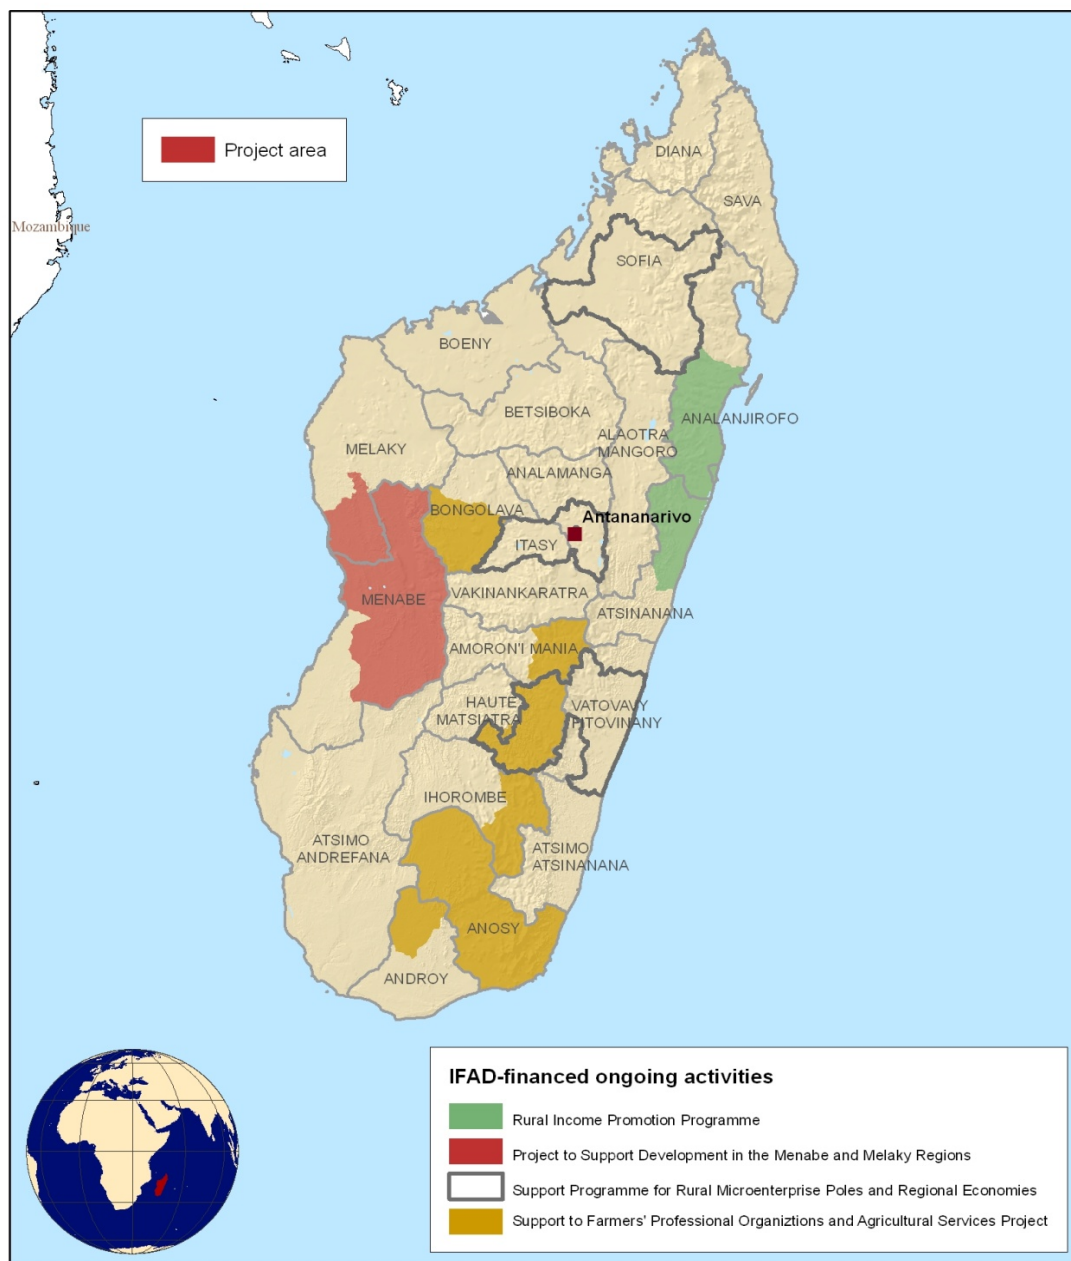 Project area
Mozambique
DIANA
SAVA
SOFIA
BOENY
BETSIBOKA
ANALANJIROFO
ALAOTRA
MANGORO
MELAKY
ANALAMANGA
BONGOLAVA
Antananarivo
ITASY
MENABE
VAKINANKARATRA
ATSINANANA
AMORON'I MANIA
HAUTE
MATSIATRA
VATOVAVY
FITOVINANY
IHOROMBE
ATSIMO
ANDREFANA
ATSIMO
ATSINANANA
ANOSY
ANDROY
IFAD-financed ongoing activities
Rural Income Promotion Programme
Project to Support Development in the Menabe and Melaky Regions
Support Programme for Rural Microenterprise Poles and Regional Economies
Support to Farmers' Professional Organiztions and Agricultural Services Project